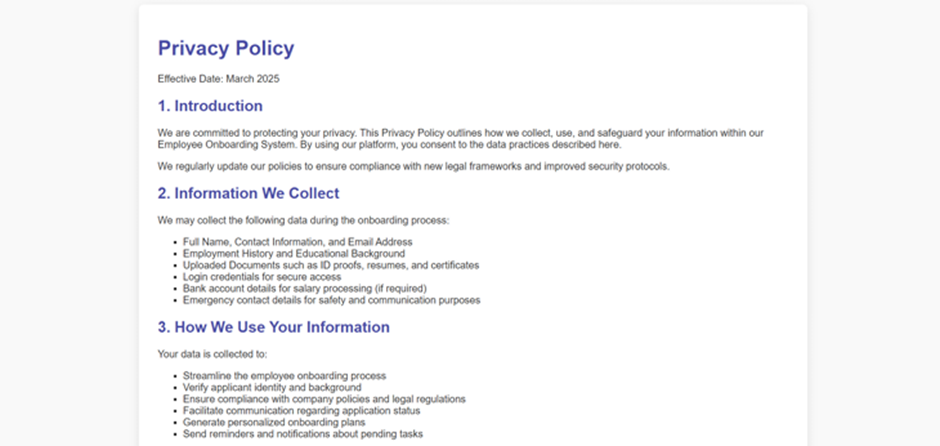 Privacy Policy
Effective Date: March 2025
1. Introduction
We are committed to protecting your privacy. This Privacy Policy outlines how we collect, use, and safeguard your information within our
Employee Onboarding System. By using our platform, you consent to the data practices described here.
We regularly update our policies to ensure compliance with new legal frameworks and improved security protocols.
2. Information We Collect
We may collect the following data during the onboarding process:
▪ Full Name, Contact Information, and Email Address
▪ Employment History and Educational Background
▪ Uploaded Documents such as ID proofs, resumes, and certificates
▪ Login credentials for secure access
▪ Bank account details for salary processing (if required)
▪ Emergency contact details for safety and communication purposes
3. How We Use Your Information
Your data is collected to:
▪ Streamline the employee onboarding process
▪ Verify applicant identity and background
▪ Ensure compliance with company policies and legal regulations
▪ Facilitate communication regarding application status
▪ Generate personalized onboarding plans
▪ Send reminders and notifications about pending tasks